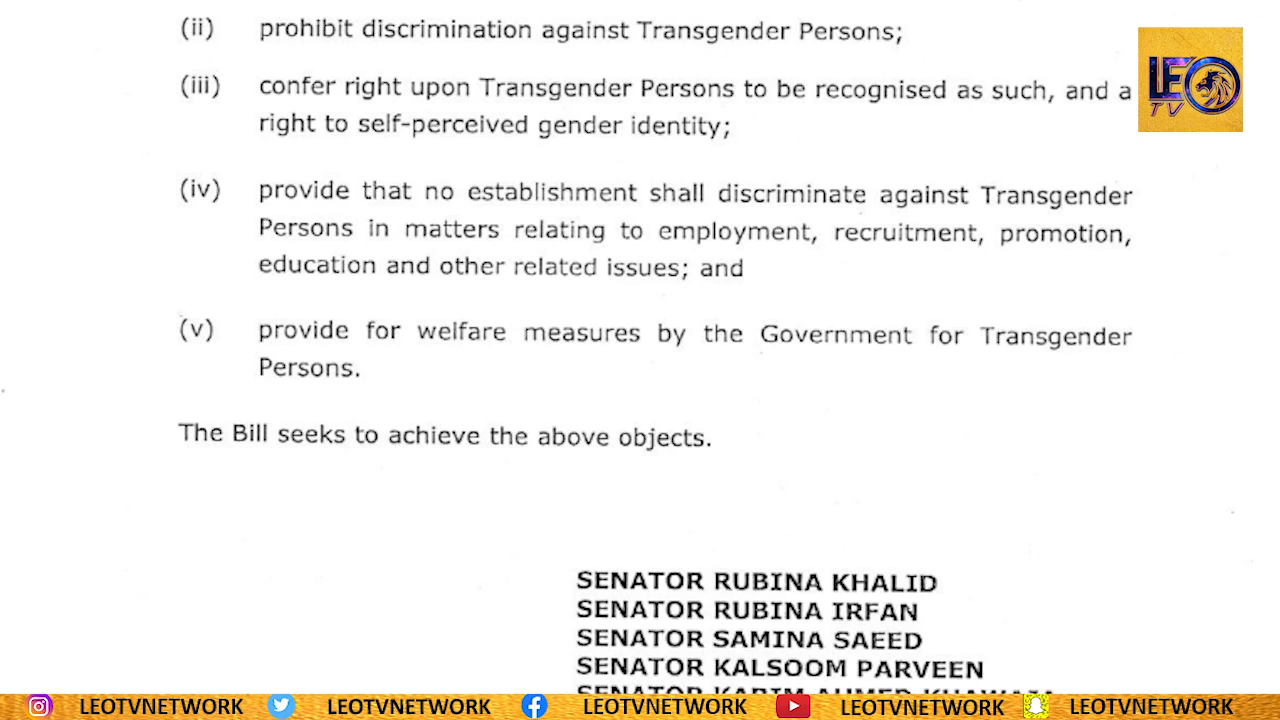 (ii) prohibit discrimination against Transgender Persons;
(iii) confer right upon Transgender Persons to be recognised as such, and a
right to self-perceived gender identity;
(iv) provide that no establishment shall discriminate against Transgender
Persons in matters relating to employment, recruitment, promotion,
education and other related issues; and
(v) provide for welfare measures by the Government for Transgender
Persons.
The Bill seeks to achieve the above objects.
SENATOR RUBINA KHALID
SENATOR RUBINA IRFAN
SENATOR SAMINA SAEED
SENATOR KALSOOM PARVEEN
SENATOR KARIM AHMED KHAWAJA
LEO
TV
LEOTVNETWORK LEOTVNETWORK LEOTVNETWORK LEOTVNETWORK LEOTVNETWORK